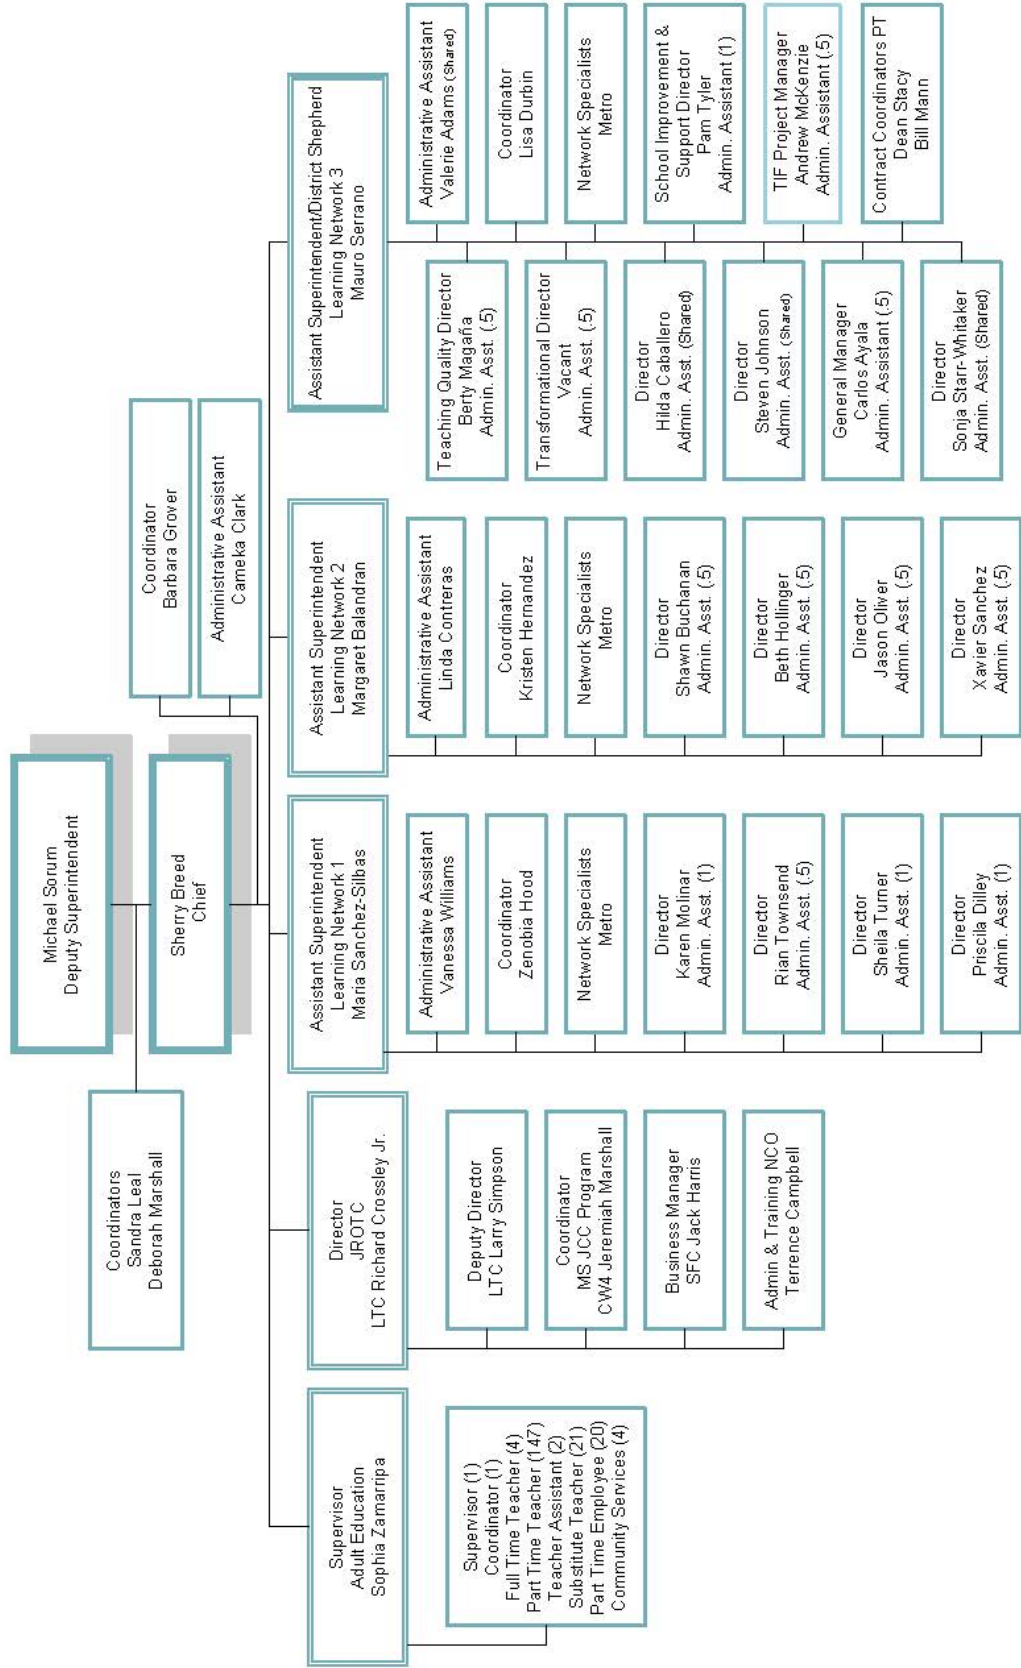 Michael Sorum
Deputy Superintendent
Coordinators
Sandra Leal
Deborah Marshall
Sherry Breed
Chief
Coordinator
Barbara Grover
Administrative Assistant
Cameka Clark
Supervisor
Adult Education
Sophia Zamarripa
Supervisor (1)
Coordinator (1)
Full Time Teacher (4)
Part Time Teacher (147)
Teacher Assistant (2)
Substitute Teacher (21)
Part Time Employee (20)
Community Services (4)
Director
JROTC
LTC Richard Crossley Jr.
Deputy Director
LTC Larry Simpson
Coordinator
MS JCC Program
CW4 Jeremiah Marshall
Business Manager
SFC Jack Harris
Admin & Training NCO
Terrence Campbell
Assistant Superintendent
Learning Network 1
Maria Sanchez-Silbas
Administrative Assistant
Vanessa Williams
Coordinator
Zenobia Hood
Network Specialists
Metro
Director
Karen Molinar
Admin. Asst. (1)
Director
Rian Townsend
Admin. Asst. (.5)
Director
Sheila Turner
Admin. Asst. (1)
Director
Priscila Dilley
Admin. Asst. (1)
Assistant Superintendent
Learning Network 2
Margaret Balandran
Administrative Assistant
Linda Contreras
Coordinator
Kristen Hernandez
Network Specialists
Metro
Director
Shawn Buchanan
Admin. Asst. (.5)
Director
Beth Hollinger
Admin. Asst. (.5)
Director
Jason Oliver
Admin. Asst. (.5)
Director
Xavier Sanchez
Admin. Asst. (.5)
Assistant Superintendent/District Shepherd
Learning Network 3
Mauro Serrano
Teaching Quality Director
Berty Magaña
Admin. Asst. (.5)
Transformational Director
Vacant
Admin. Asst. (.5)
Director
Hilda Caballero
Admin. Asst. (Shared)
Director
Steven Johnson
Admin. Asst. (Shared)
General Manager
Carlos Ayala
Admin. Assistant (.5)
Director
Sonja Starr-Whitaker
Admin. Asst. (Shared)
Administrative Assistant
Valerie Adams (Shared)
Coordinator
Lisa Durbin
Network Specialists
Metro
School Improvement &
Support Director
Pam Tyler
Admin. Assistant (1)
TIF Project Manager
Andrew McKenzie
Admin. Assistant (.5)
Contract Coordinators PT
Dean Stacy
Bill Mann